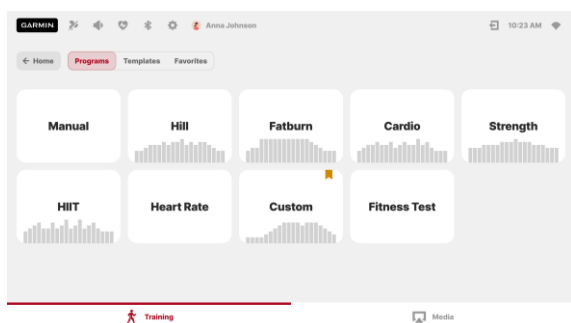 GARMIN Anna Johnson 10:23 AM
← Home Programs Templates Favorites
Manual Hill Fatburn Cardio Strength
HIIT Heart Rate Custom Fitness Test
Training Media